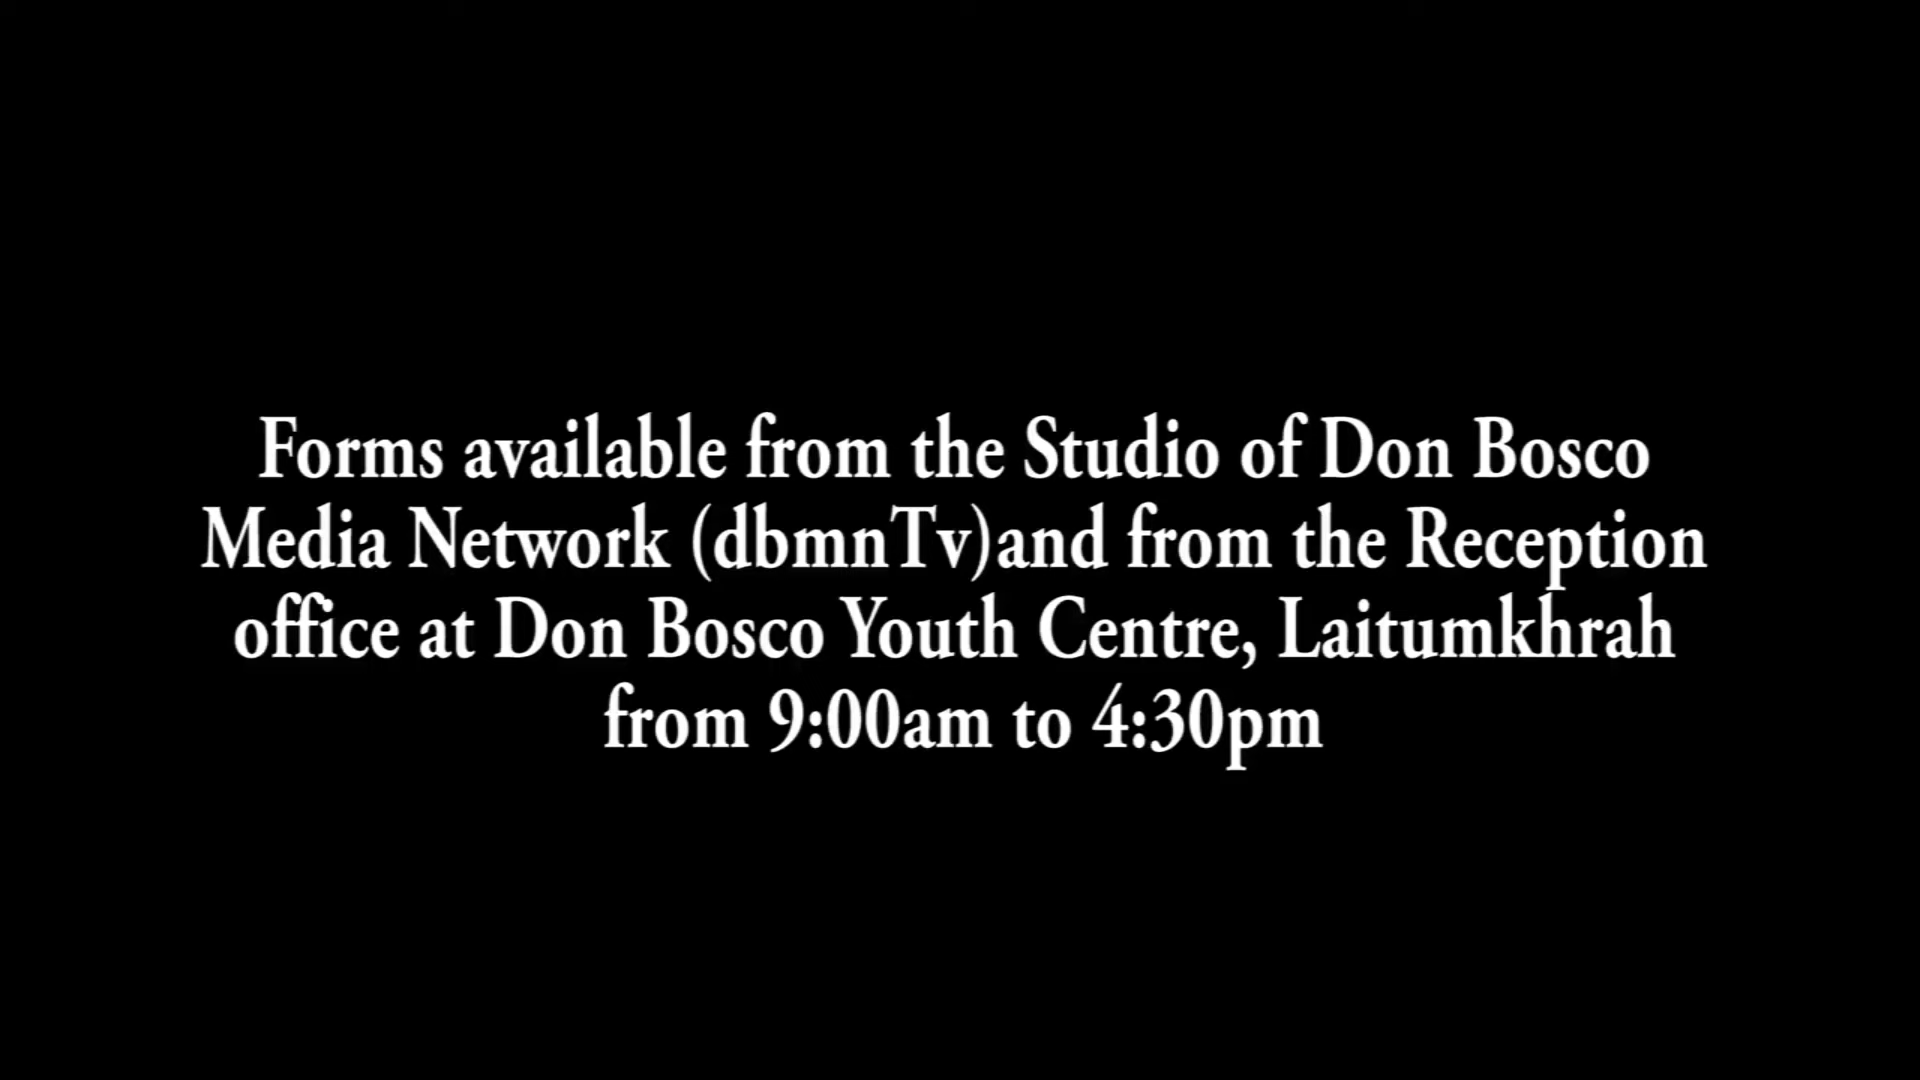 Forms available from the Studio of Don Bosco
Media Network (dbmnTv)and from the Reception
office at Don Bosco Youth Centre, Laitumkhrah
from 9:00am to 4:30pm